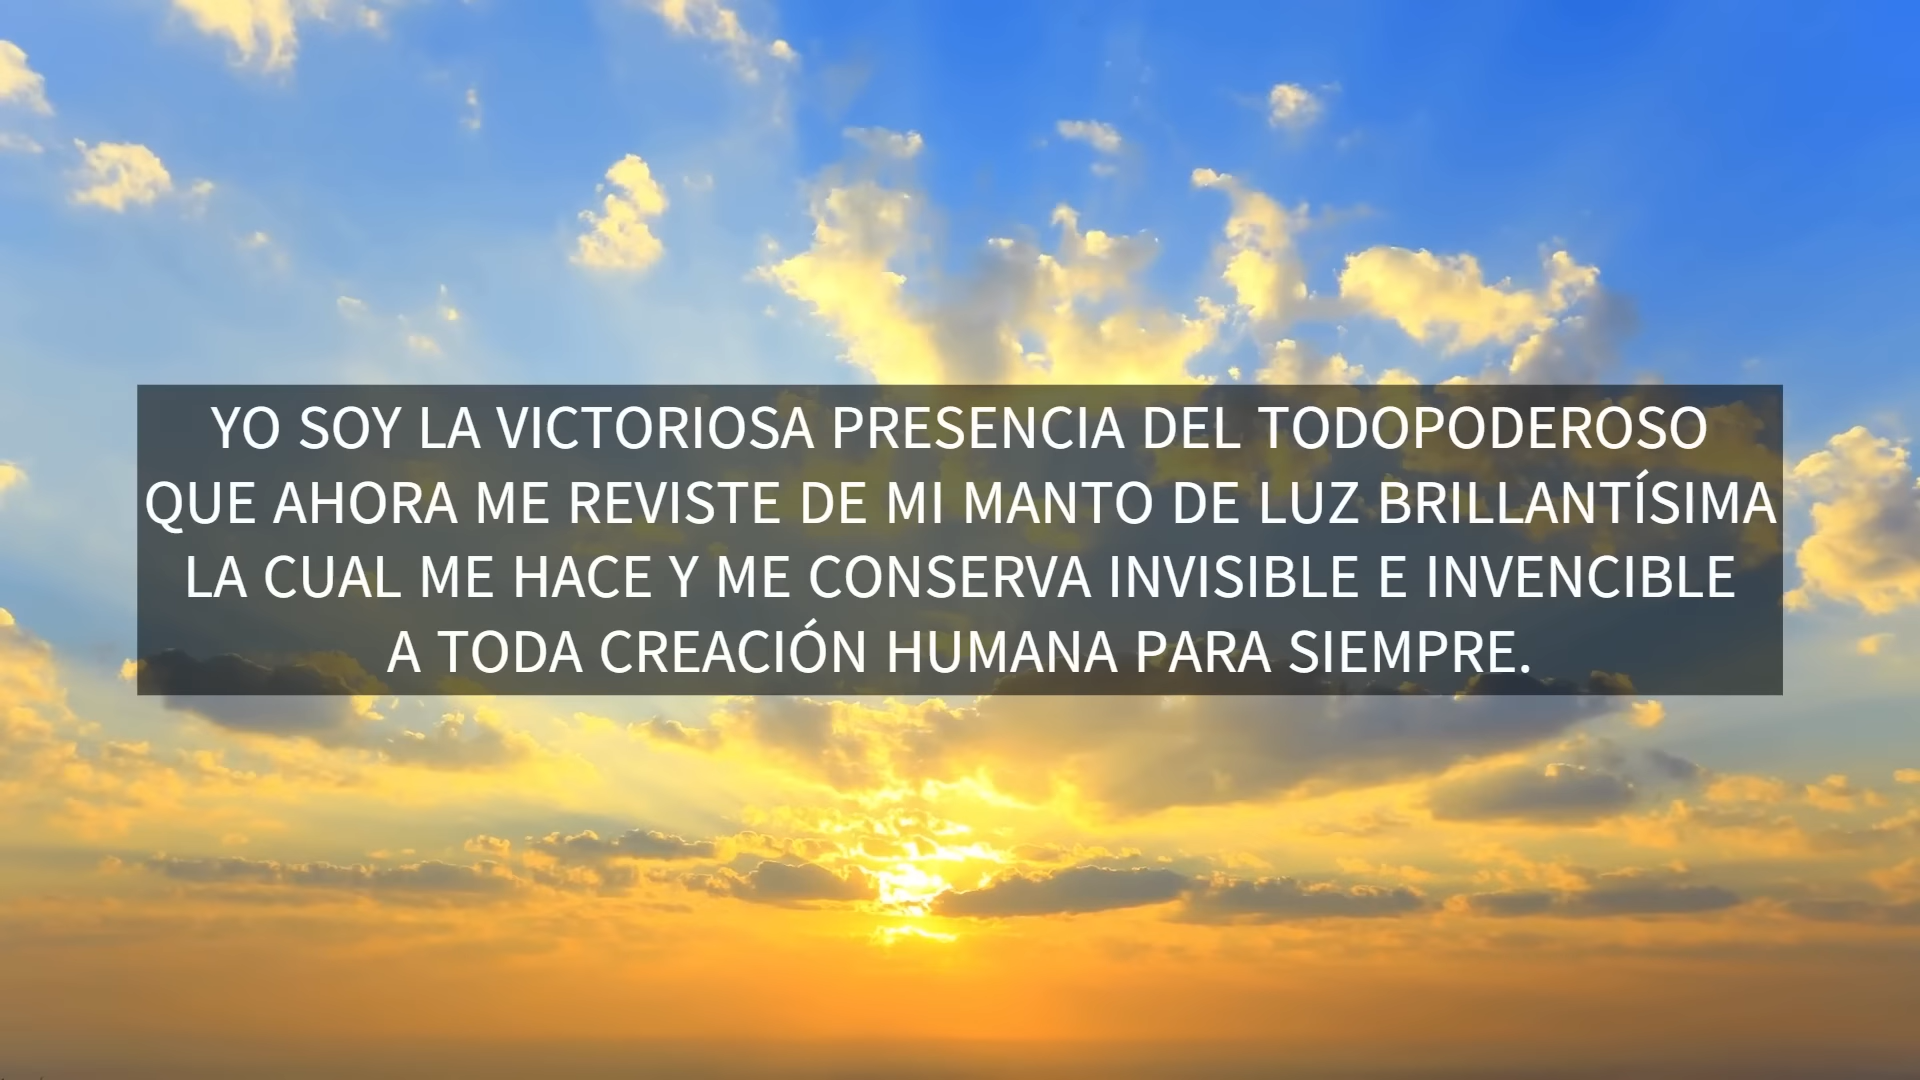 YO SOY LA VICTORIOSA PRESENCIA DEL TODOPODEROSO
QUE AHORA ME REVISTE DE MI MANTO DE LUZ BRILLANTÍSIMA
LA CUAL ME HACE Y ME CONSERVA INVISIBLE E INVENCIBLE
A TODA CREACIÓN HUMANA PARA SIEMPRE.